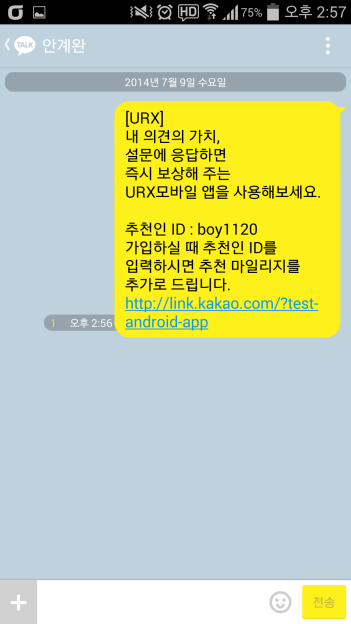 HD 75% 오후 2:57
TALK 안계완
2014년 7월 9일 수요일
[URX]
내 의견의 가치,
설문에 응답하면
즉시 보상해 주는
URX모바일 앱을 사용해보세요.
추천인 ID : boy1120
가입하실 때 추천인 ID를
입력하시면 추천 마일리지를
추가로 드립니다.
http://link.kakao.com/?test-
android-app
1 오후 2:56
전송